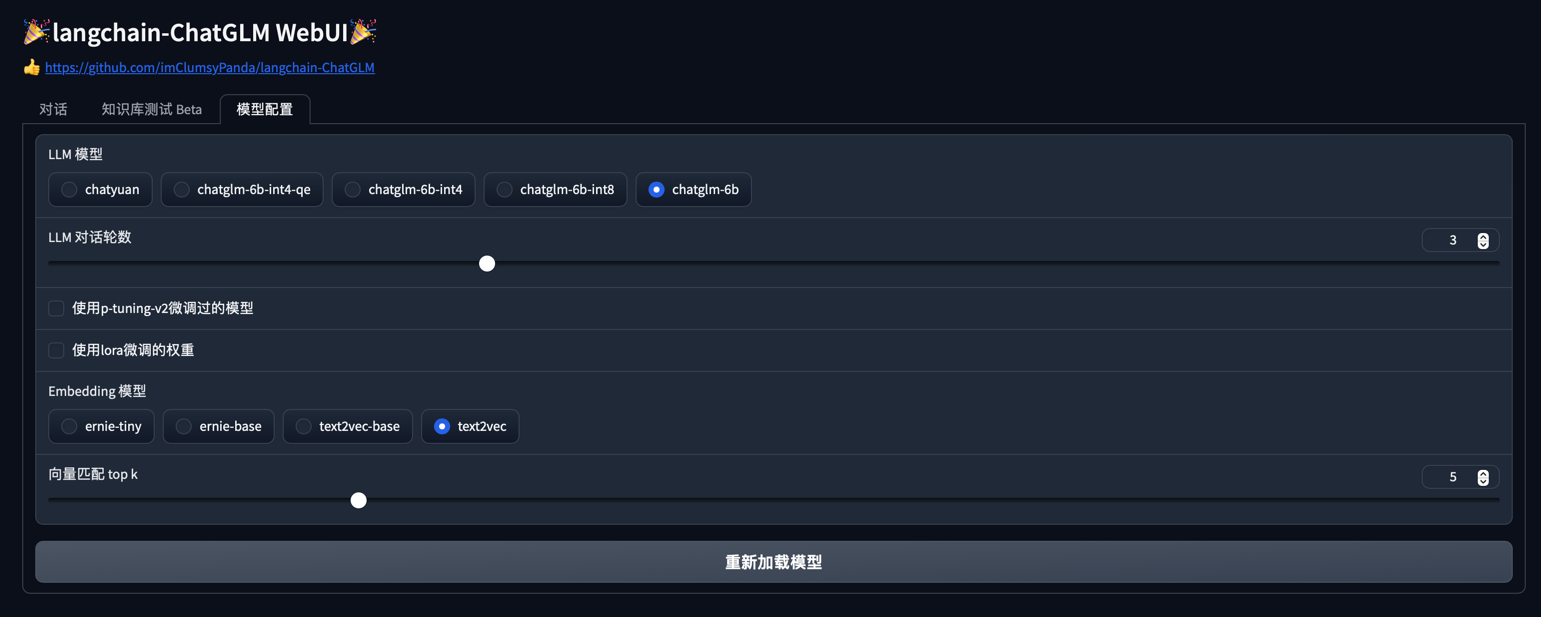 🎉langchain-ChatGLM WebUI🎉
👍 https://github.com/imClumsyPanda/langchain-ChatGLM
对话 知识库测试 Beta 模型配置
LLM 模型
chatyuan chatglm-6b-int4-qe chatglm-6b-int4 chatglm-6b-int8 chatglm-6b
LLM 对话轮数 3
使用p-tuning-v2微调过的模型
使用lora微调的权重
Embedding 模型
ernie-tiny ernie-base text2vec-base text2vec
向量匹配 top k 5
重新加载模型